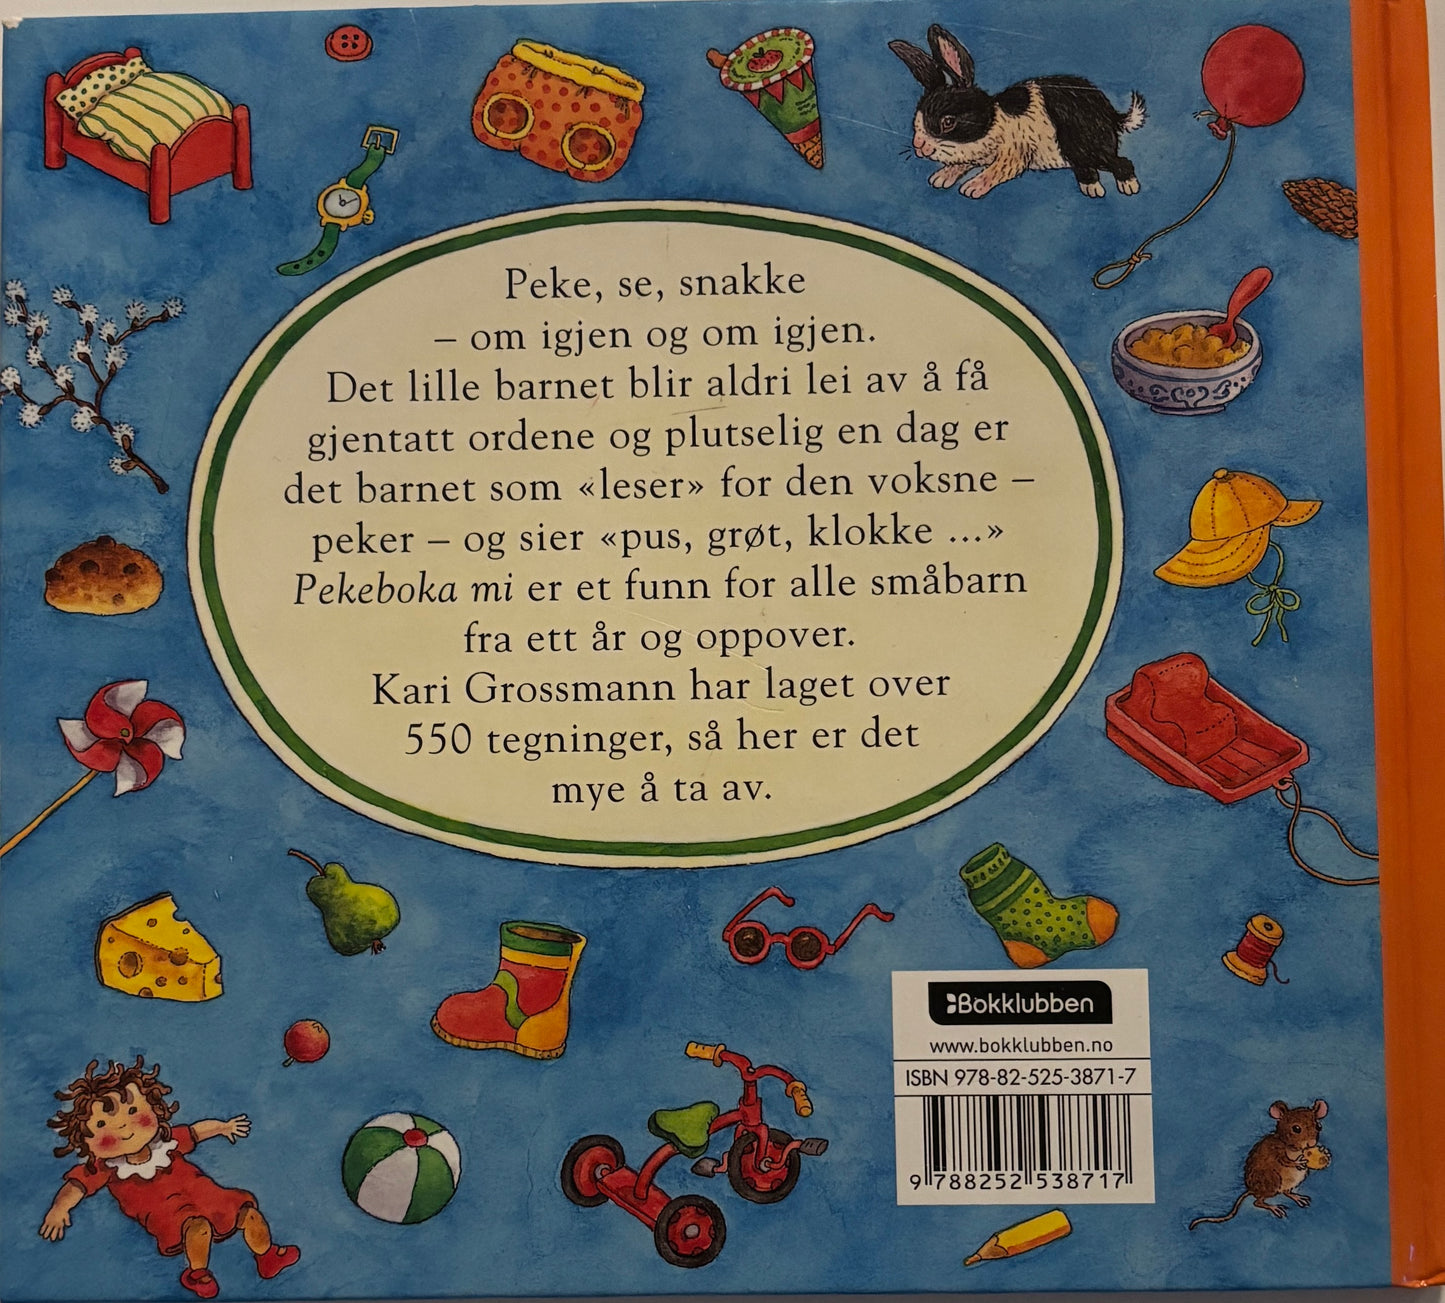 Peke, se, snakke
– om igjen og om igjen.
Det lille barnet blir aldri lei av å få
gjentatt ordene og plutselig en dag er
det barnet som «leser» for den voksne –
peker – og sier «pus, grøt, klokke ...»
Pekeboka mi er et funn for alle småbarn
fra ett år og oppover.
Kari Grossmann har laget over
550 tegninger, så her er det
mye å ta av.
Bokklubben
www.bokklubben.no
ISBN 978-82-525-3871-7
9 788252 538717